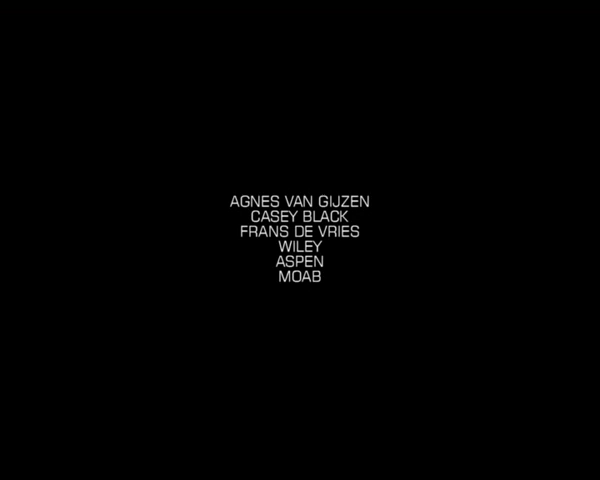 AGNES VAN GIJZEN
CASEY BLACK
FRANS DE VRIES
WILEY
ASPEN
MOAB